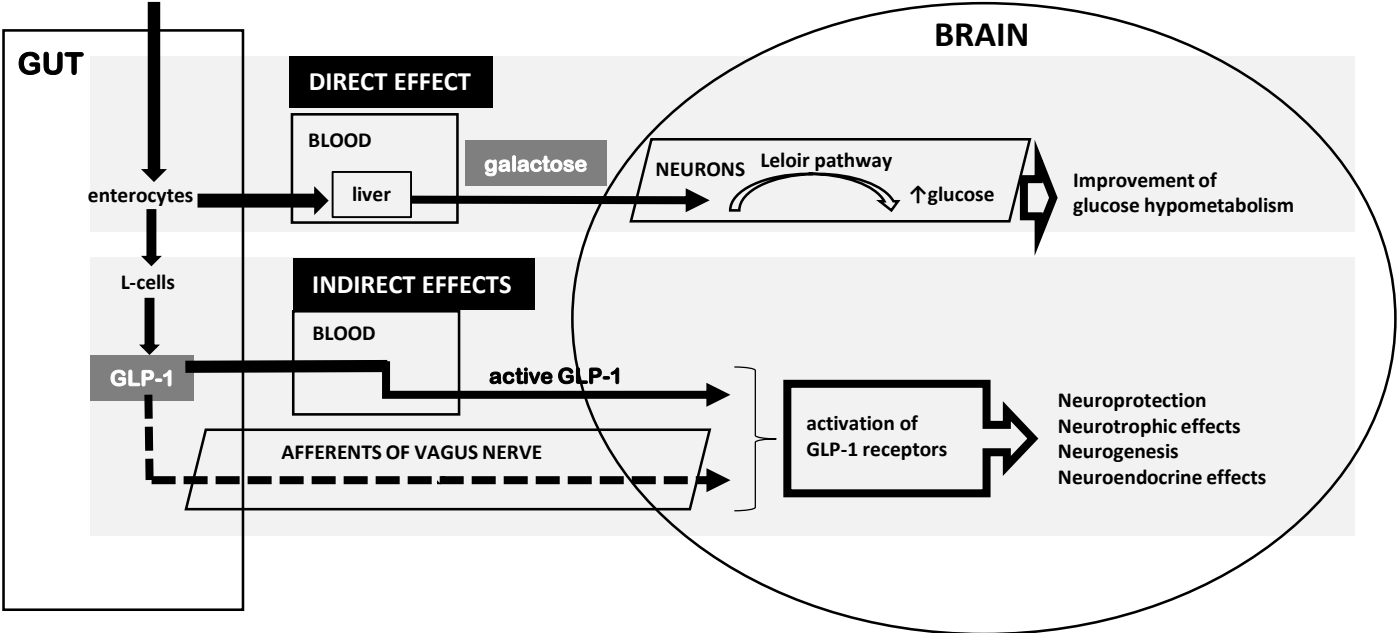 BRAIN
GUT
DIRECT EFFECT
BLOOD
galactose
liver
enterocytes
NEURONS
Leloir pathway
↑glucose
Improvement of
glucose hypometabolism
L-cells
INDIRECT EFFECTS
BLOOD
GLP-1
active GLP-1
AFFERENTS OF VAGUS NERVE
activation of
GLP-1 receptors
Neuroprotection
Neurotrophic effects
Neurogenesis
Neuroendocrine effects